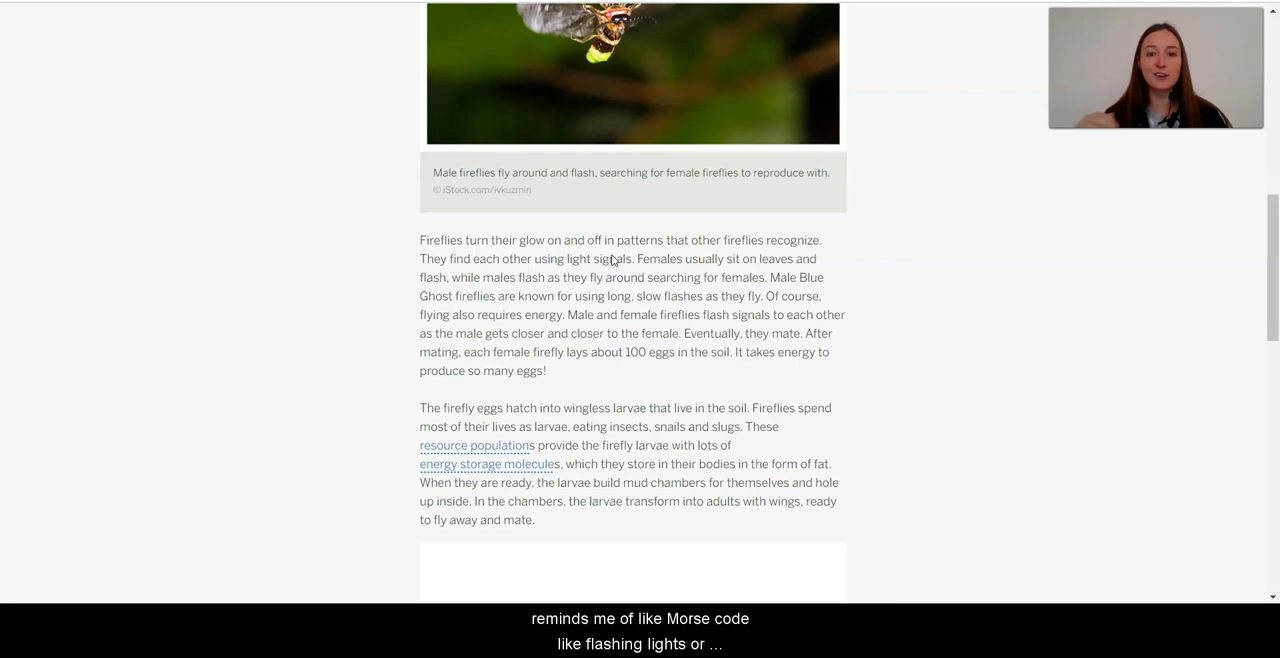 Male fireflies fly around and flash, searching for female fireflies to reproduce with.
© iStock.com/ivkuzmin
Fireflies turn their glow on and off in patterns that other fireflies recognize.
They find each other using light signals. Females usually sit on leaves and
flash, while males flash as they fly around searching for females. Male Blue
Ghost fireflies are known for using long, slow flashes as they fly. Of course,
flying also requires energy. Male and female fireflies flash signals to each other
as the male gets closer and closer to the female. Eventually, they mate. After
mating, each female firefly lays about 100 eggs in the soil. It takes energy to
produce so many eggs!
The firefly eggs hatch into wingless larvae that live in the soil. Fireflies spend
most of their lives as larvae, eating insects, snails and slugs. These
resource populations provide the firefly larvae with lots of
energy storage molecules, which they store in their bodies in the form of fat.
When they are ready, the larvae build mud chambers for themselves and hole
up inside. In the chambers, the larvae transform into adults with wings, ready
to fly away and mate.
reminds me of like Morse code
like flashing lights or ...